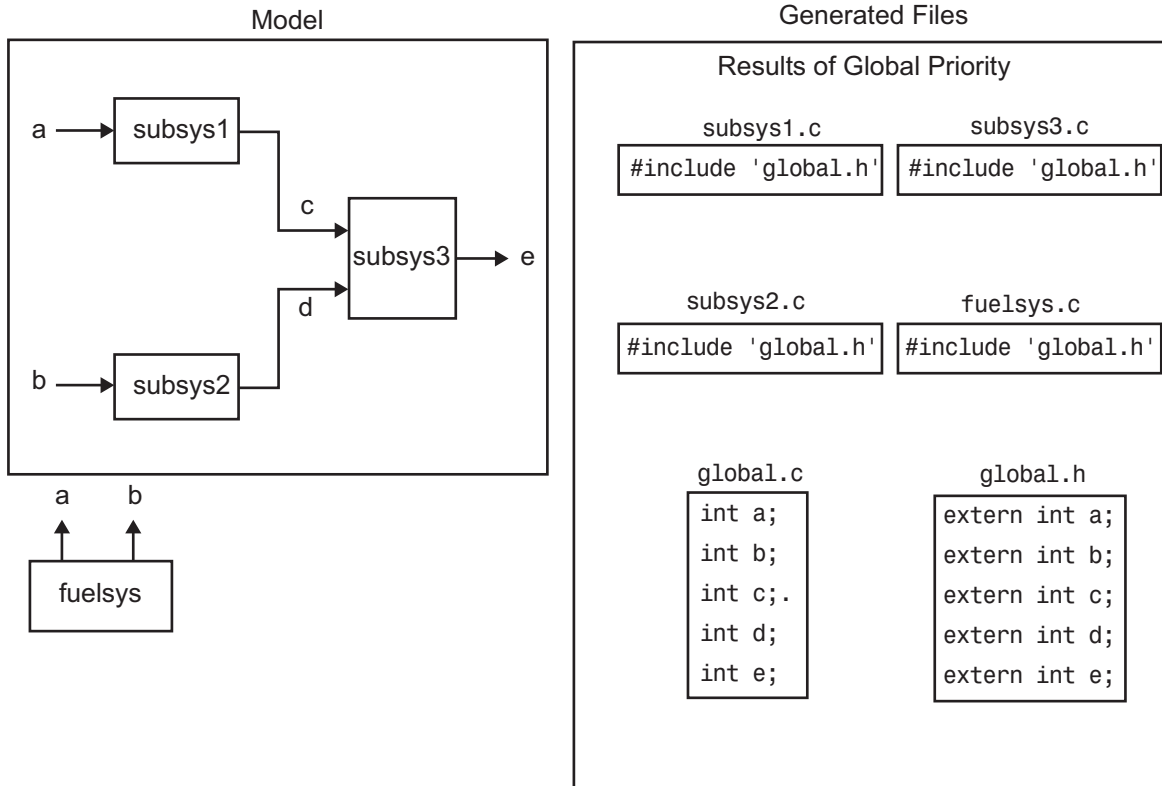 Model
a
subsys1
c
subsys3
e
d
b
subsys2
a b
fuelsys
Generated Files
Results of Global Priority
subsys1.c subsys3.c
#include 'global.h' #include 'global.h'
subsys2.c fuelsys.c
#include 'global.h' #include 'global.h'
global.c
int a;
int b;
int c;.
int d;
int e;
global.h
extern int a;
extern int b;
extern int c;
extern int d;
extern int e;